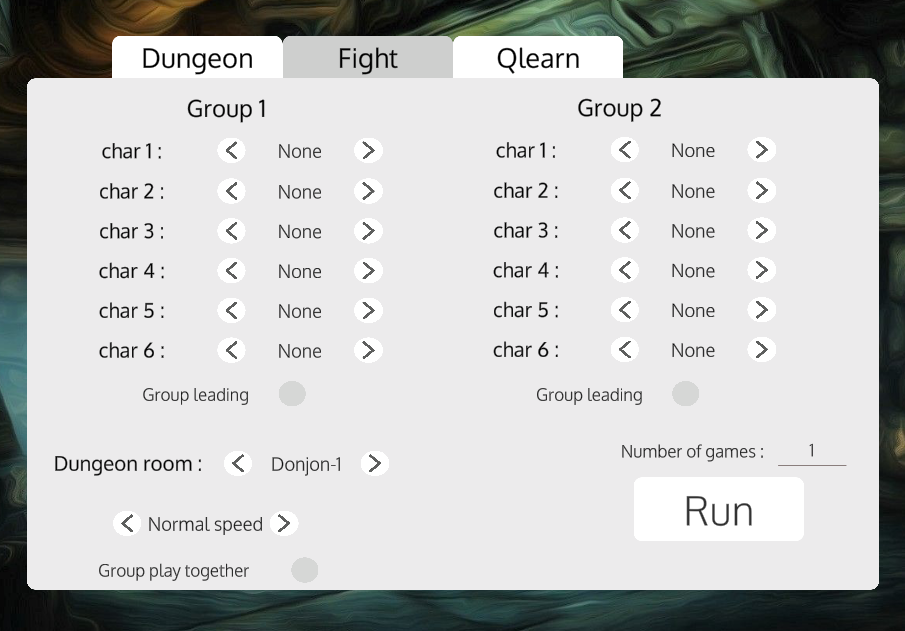 Dungeon Fight Qlearn
Group 1 Group 2
char 1 : < None > char 1 : < None >
char 2 : < None > char 2 : < None >
char 3 : < None > char 3 : < None >
char 4 : < None > char 4 : < None >
char 5 : < None > char 5 : < None >
char 6 : < None > char 6 : < None >
Group leading Group leading
Number of games : 1
Dungeon room : < Donjon-1 >
Run
< Normal speed >
Group play together